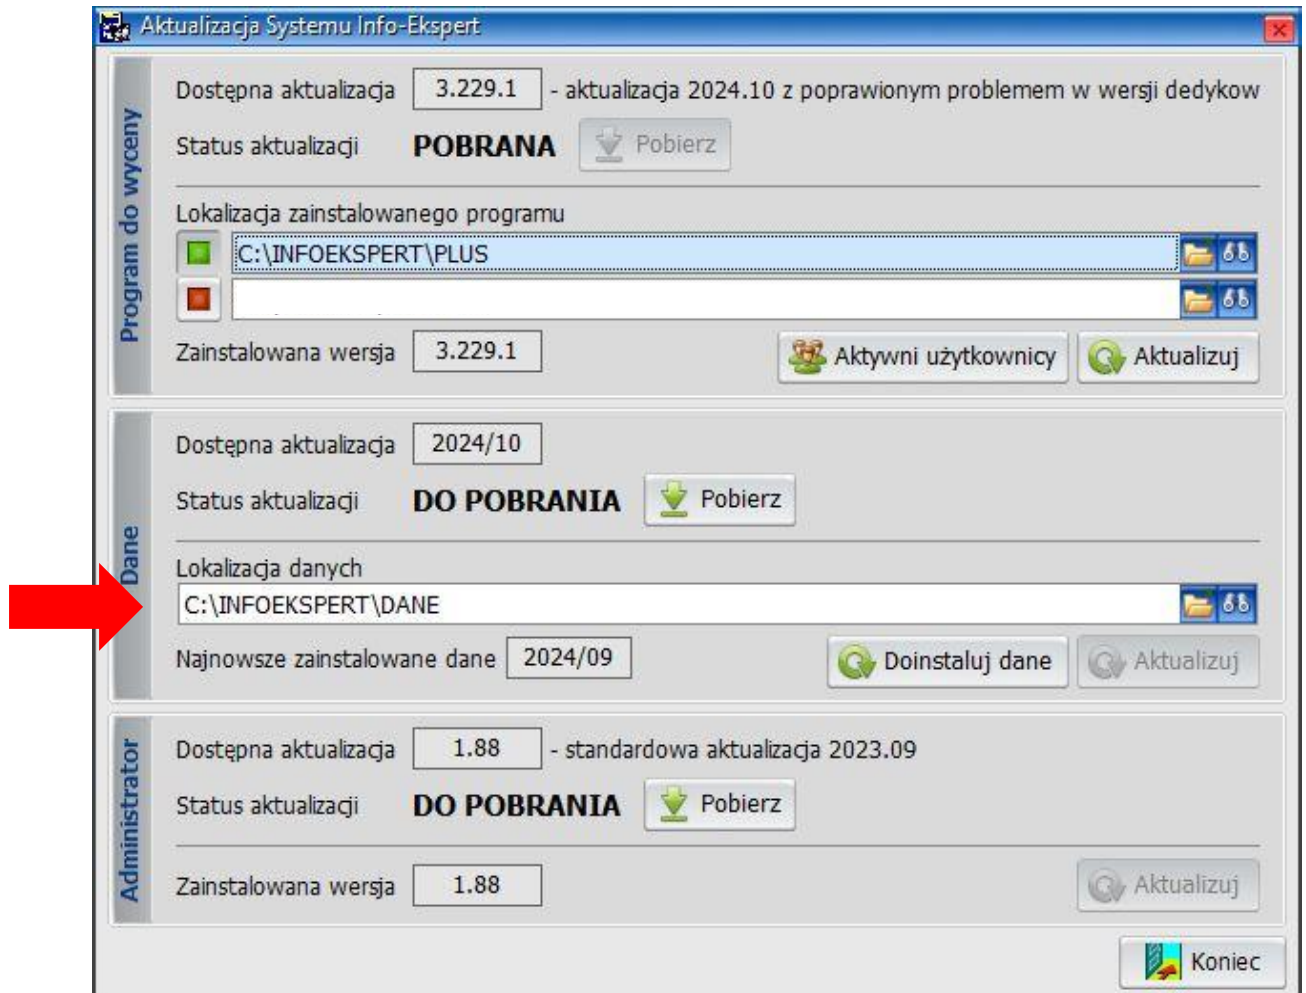 Aktualizacja Systemu Info-Ekspert
Program do wyceny
Dostępna aktualizacja 3.229.1 - aktualizacja 2024.10 z poprawionym problemem w wersji dedykow
Status aktualizacji POBRANA Pobierz
Lokalizacja zainstalowanego programu
C:\INFOEKSPERT\PLUS
Zainstalowana wersja 3.229.1 Aktywni użytkownicy Aktualizuj
Dane
Dostępna aktualizacja 2024/10
Status aktualizacji DO POBRANIA Pobierz
Lokalizacja danych
C:\INFOEKSPERT\DANE
Najnowsze zainstalowane dane 2024/09 Doinstaluj dane Aktualizuj
Administrator
Dostępna aktualizacja 1.88 - standardowa aktualizacja 2023.09
Status aktualizacji DO POBRANIA Pobierz
Zainstalowana wersja 1.88 Aktualizuj
Koniec